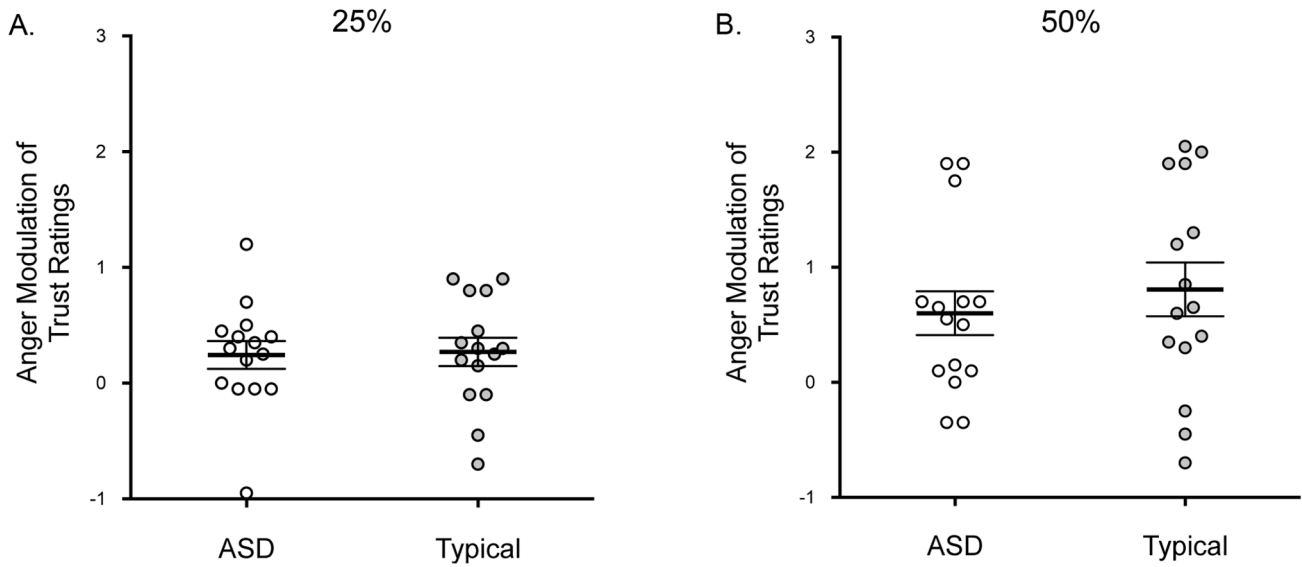 A.
25%
3
2
1
0
-1
Anger Modulation of
Trust Ratings
ASD
Typical
B.
50%
3
2
1
0
-1
Anger Modulation of
Trust Ratings
ASD
Typical